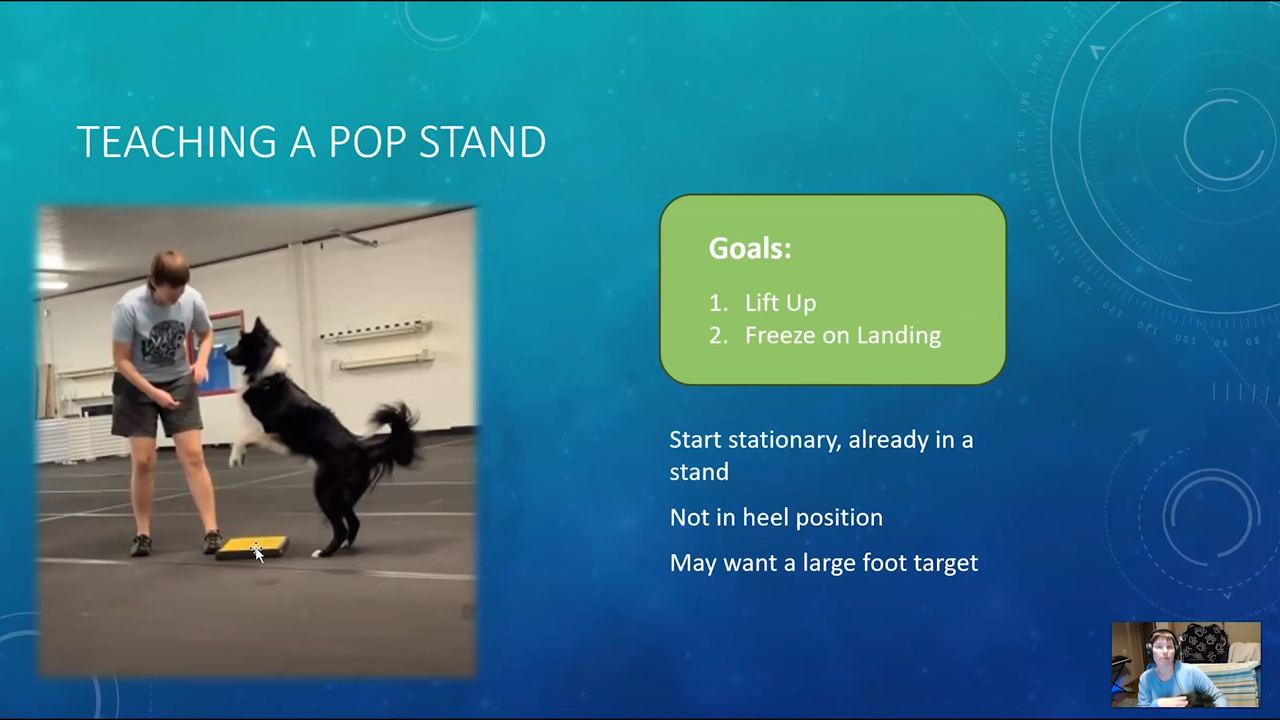 TEACHING A POP STAND
Goals:
1. Lift Up
2. Freeze on Landing
Start stationary, already in a
stand
Not in heel position
May want a large foot target